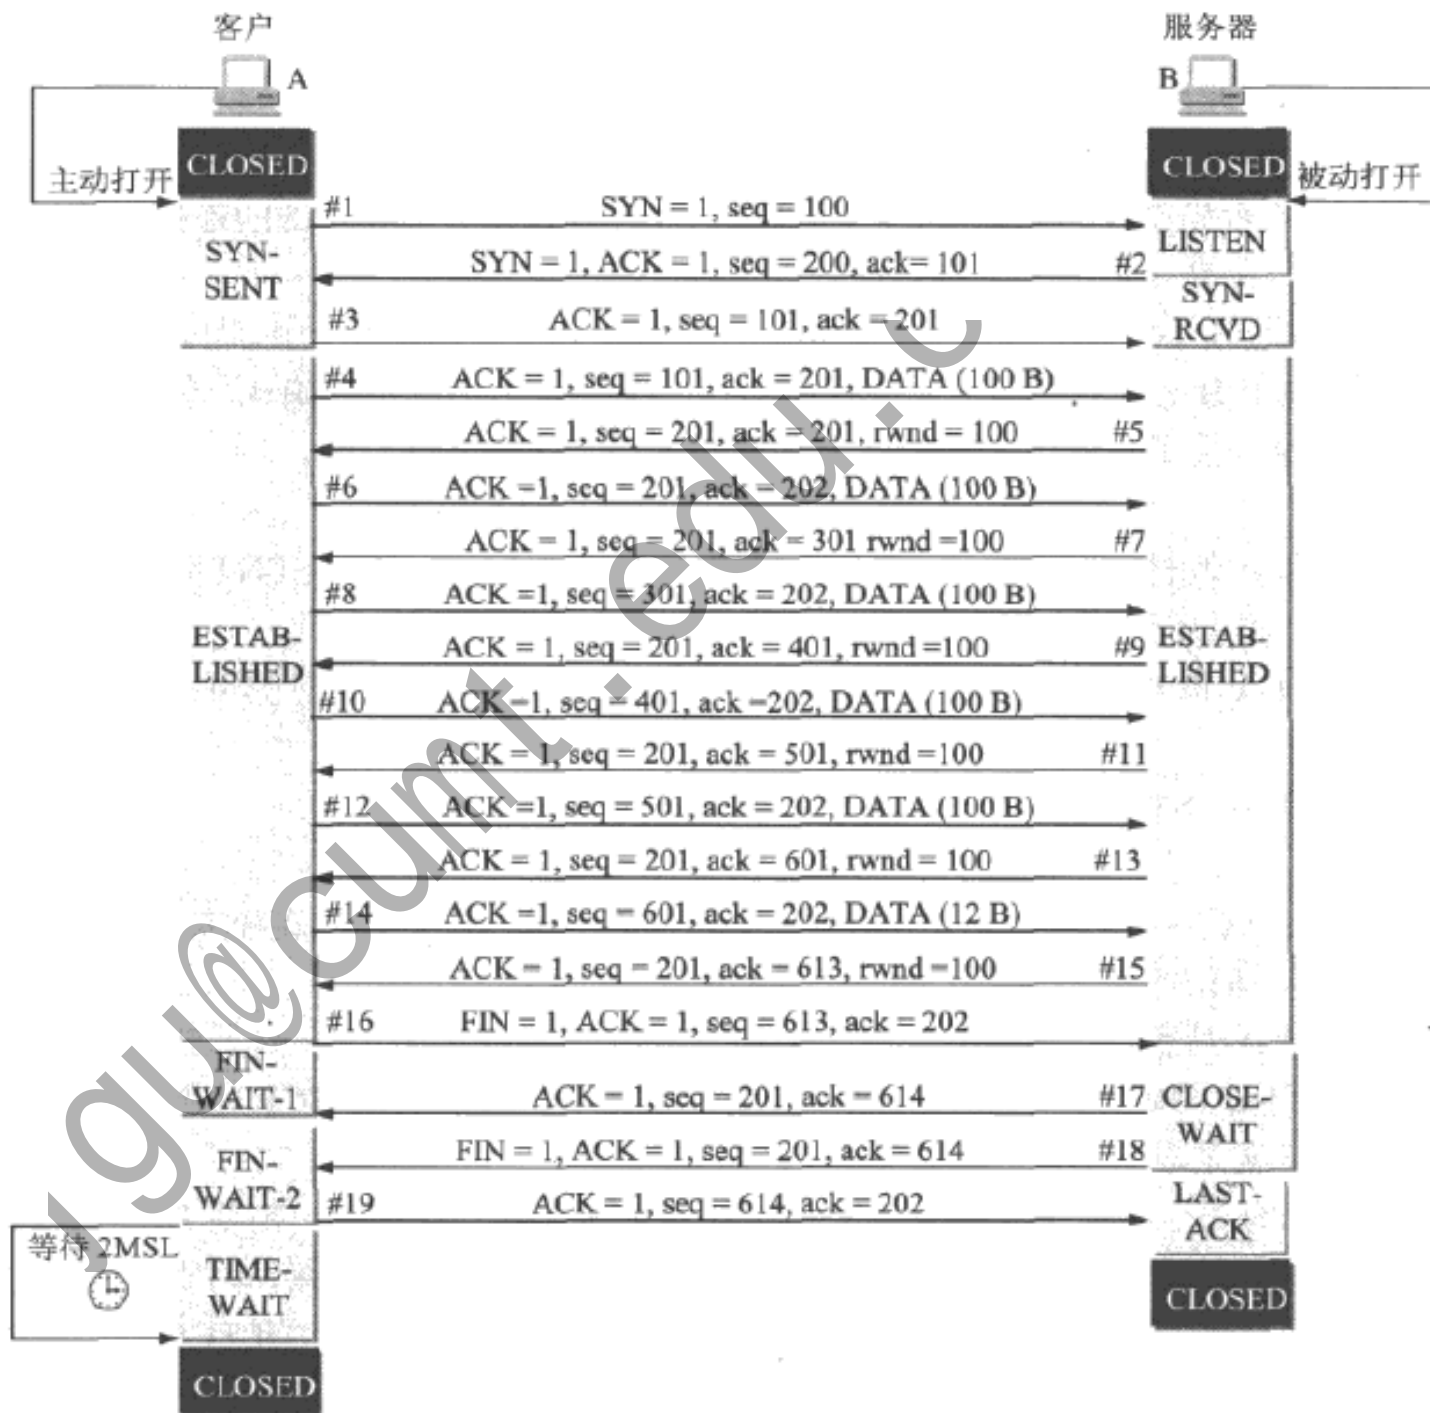 客户
服务器
A
B
CLOSED
CLOSED
主动打开
被动打开
#1 SYN = 1, seq = 100
SYN-
SENT
LISTEN
SYN = 1, ACK = 1, seq = 200, ack= 101 #2
SYN-
RCVD
#3 ACK = 1, seq = 101, ack = 201
#4 ACK = 1, seq = 101, ack = 201, DATA (100 B)
ACK = 1, seq = 201, ack = 201, rwnd = 100 #5
#6 ACK =1, seq = 201, ack = 202, DATA (100 B)
ACK = 1, seq = 201, ack = 301 rwnd =100 #7
#8 ACK =1, seq = 301, ack = 202, DATA (100 B)
ESTAB-
LISHED
ESTAB-
LISHED
ACK = 1, seq = 201, ack = 401, rwnd =100 #9
#10 ACK =1, seq = 401, ack =202, DATA (100 B)
ACK = 1, seq = 201, ack = 501, rwnd =100 #11
#12 ACK =1, seq = 501, ack = 202, DATA (100 B)
ACK = 1, seq = 201, ack = 601, rwnd = 100 #13
#14 ACK =1, seq = 601, ack = 202, DATA (12 B)
ACK = 1, seq = 201, ack = 613, rwnd =100 #15
#16 FIN = 1, ACK = 1, seq = 613, ack = 202
FIN-
WAIT-1
ACK = 1, seq = 201, ack = 614 #17
CLOSE-
WAIT
FIN = 1, ACK = 1, seq = 201, ack = 614 #18
FIN-
WAIT-2
#19 ACK = 1, seq = 614, ack = 202
LAST-
ACK
等待 2MSL
TIME-
WAIT
CLOSED
CLOSED
gu@cumt.edu.c